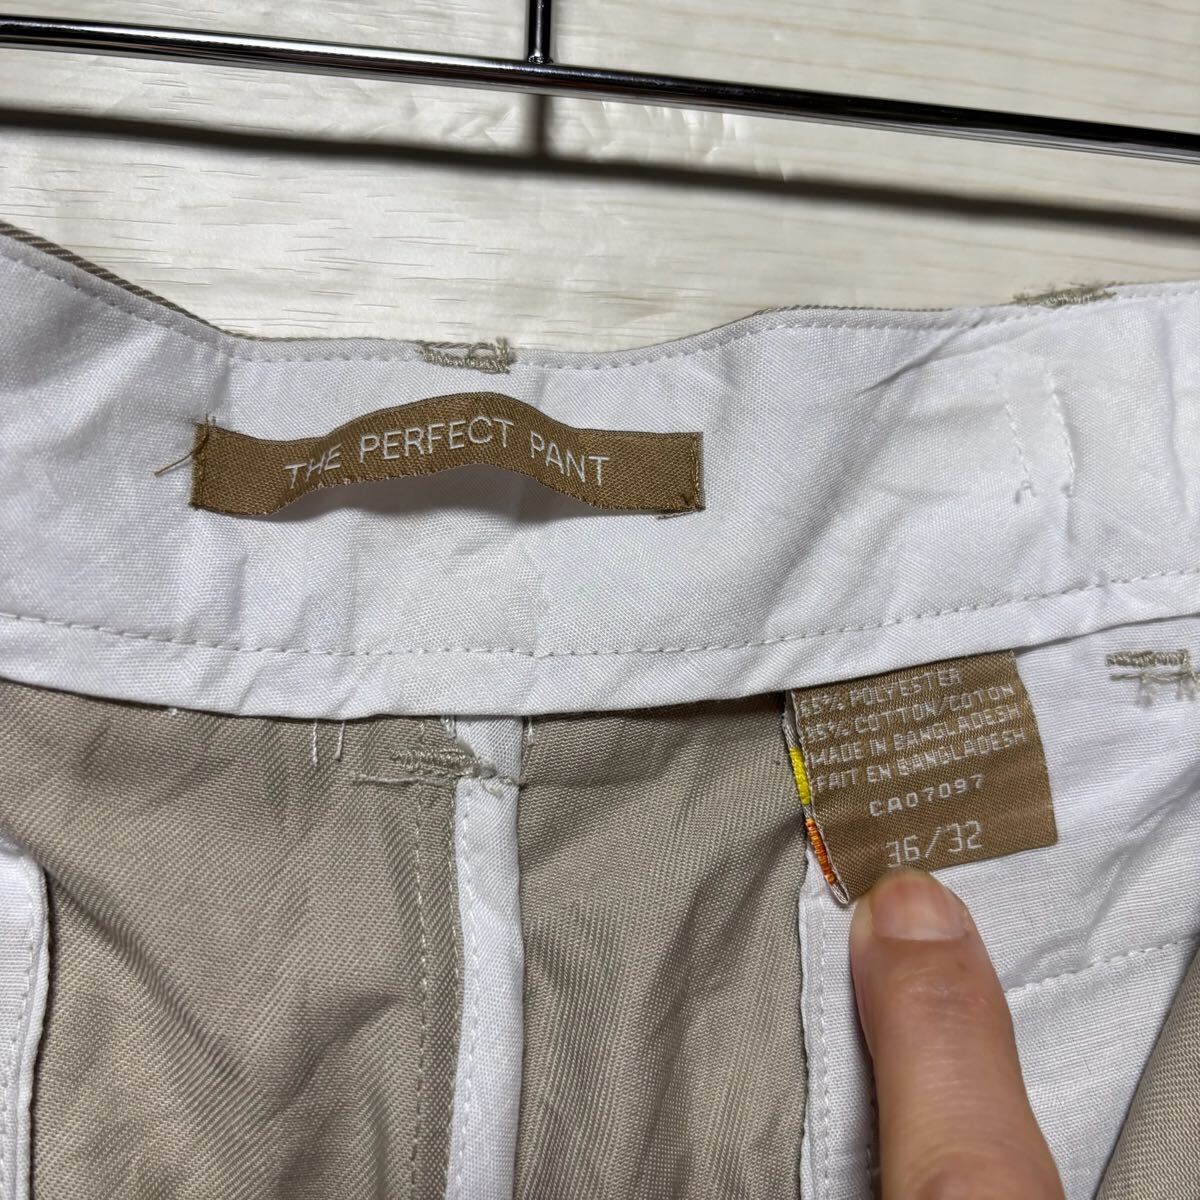 THE PERFECT PANT
65% POLYESTER
35% COTTON/COTON
MADE IN BANGLADESH
FAIT EN BANGLADESH
CA07097
36/32